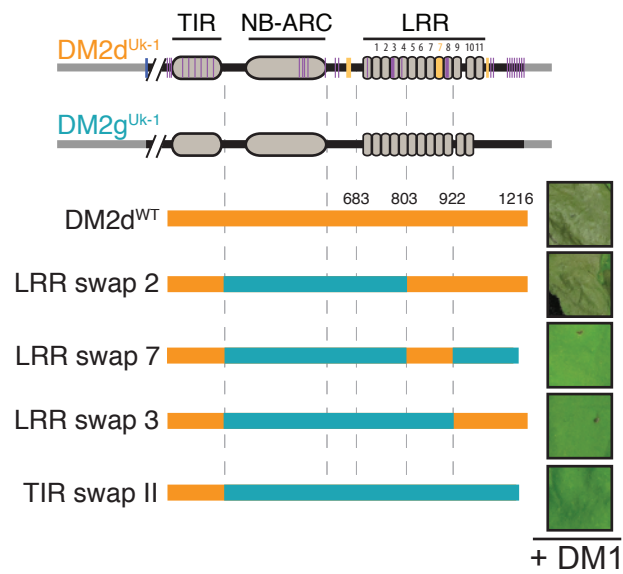 TIR NB-ARC LRR
DM2d^Uk-1
1 2 3 4 5 6 7 7 8 9 10 11
DM2g^Uk-1
683 803 922 1216
DM2d^WT
LRR swap 2
LRR swap 7
LRR swap 3
TIR swap II
+ DM1